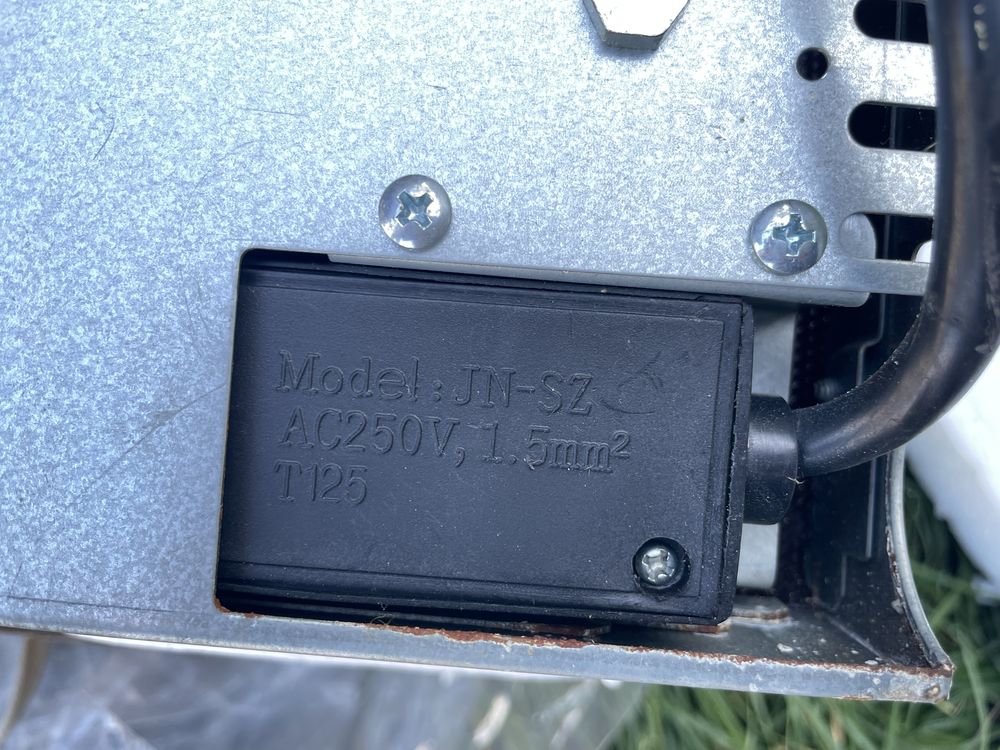 Model:JN-SZ
AC250V, 1.5mm²
T125